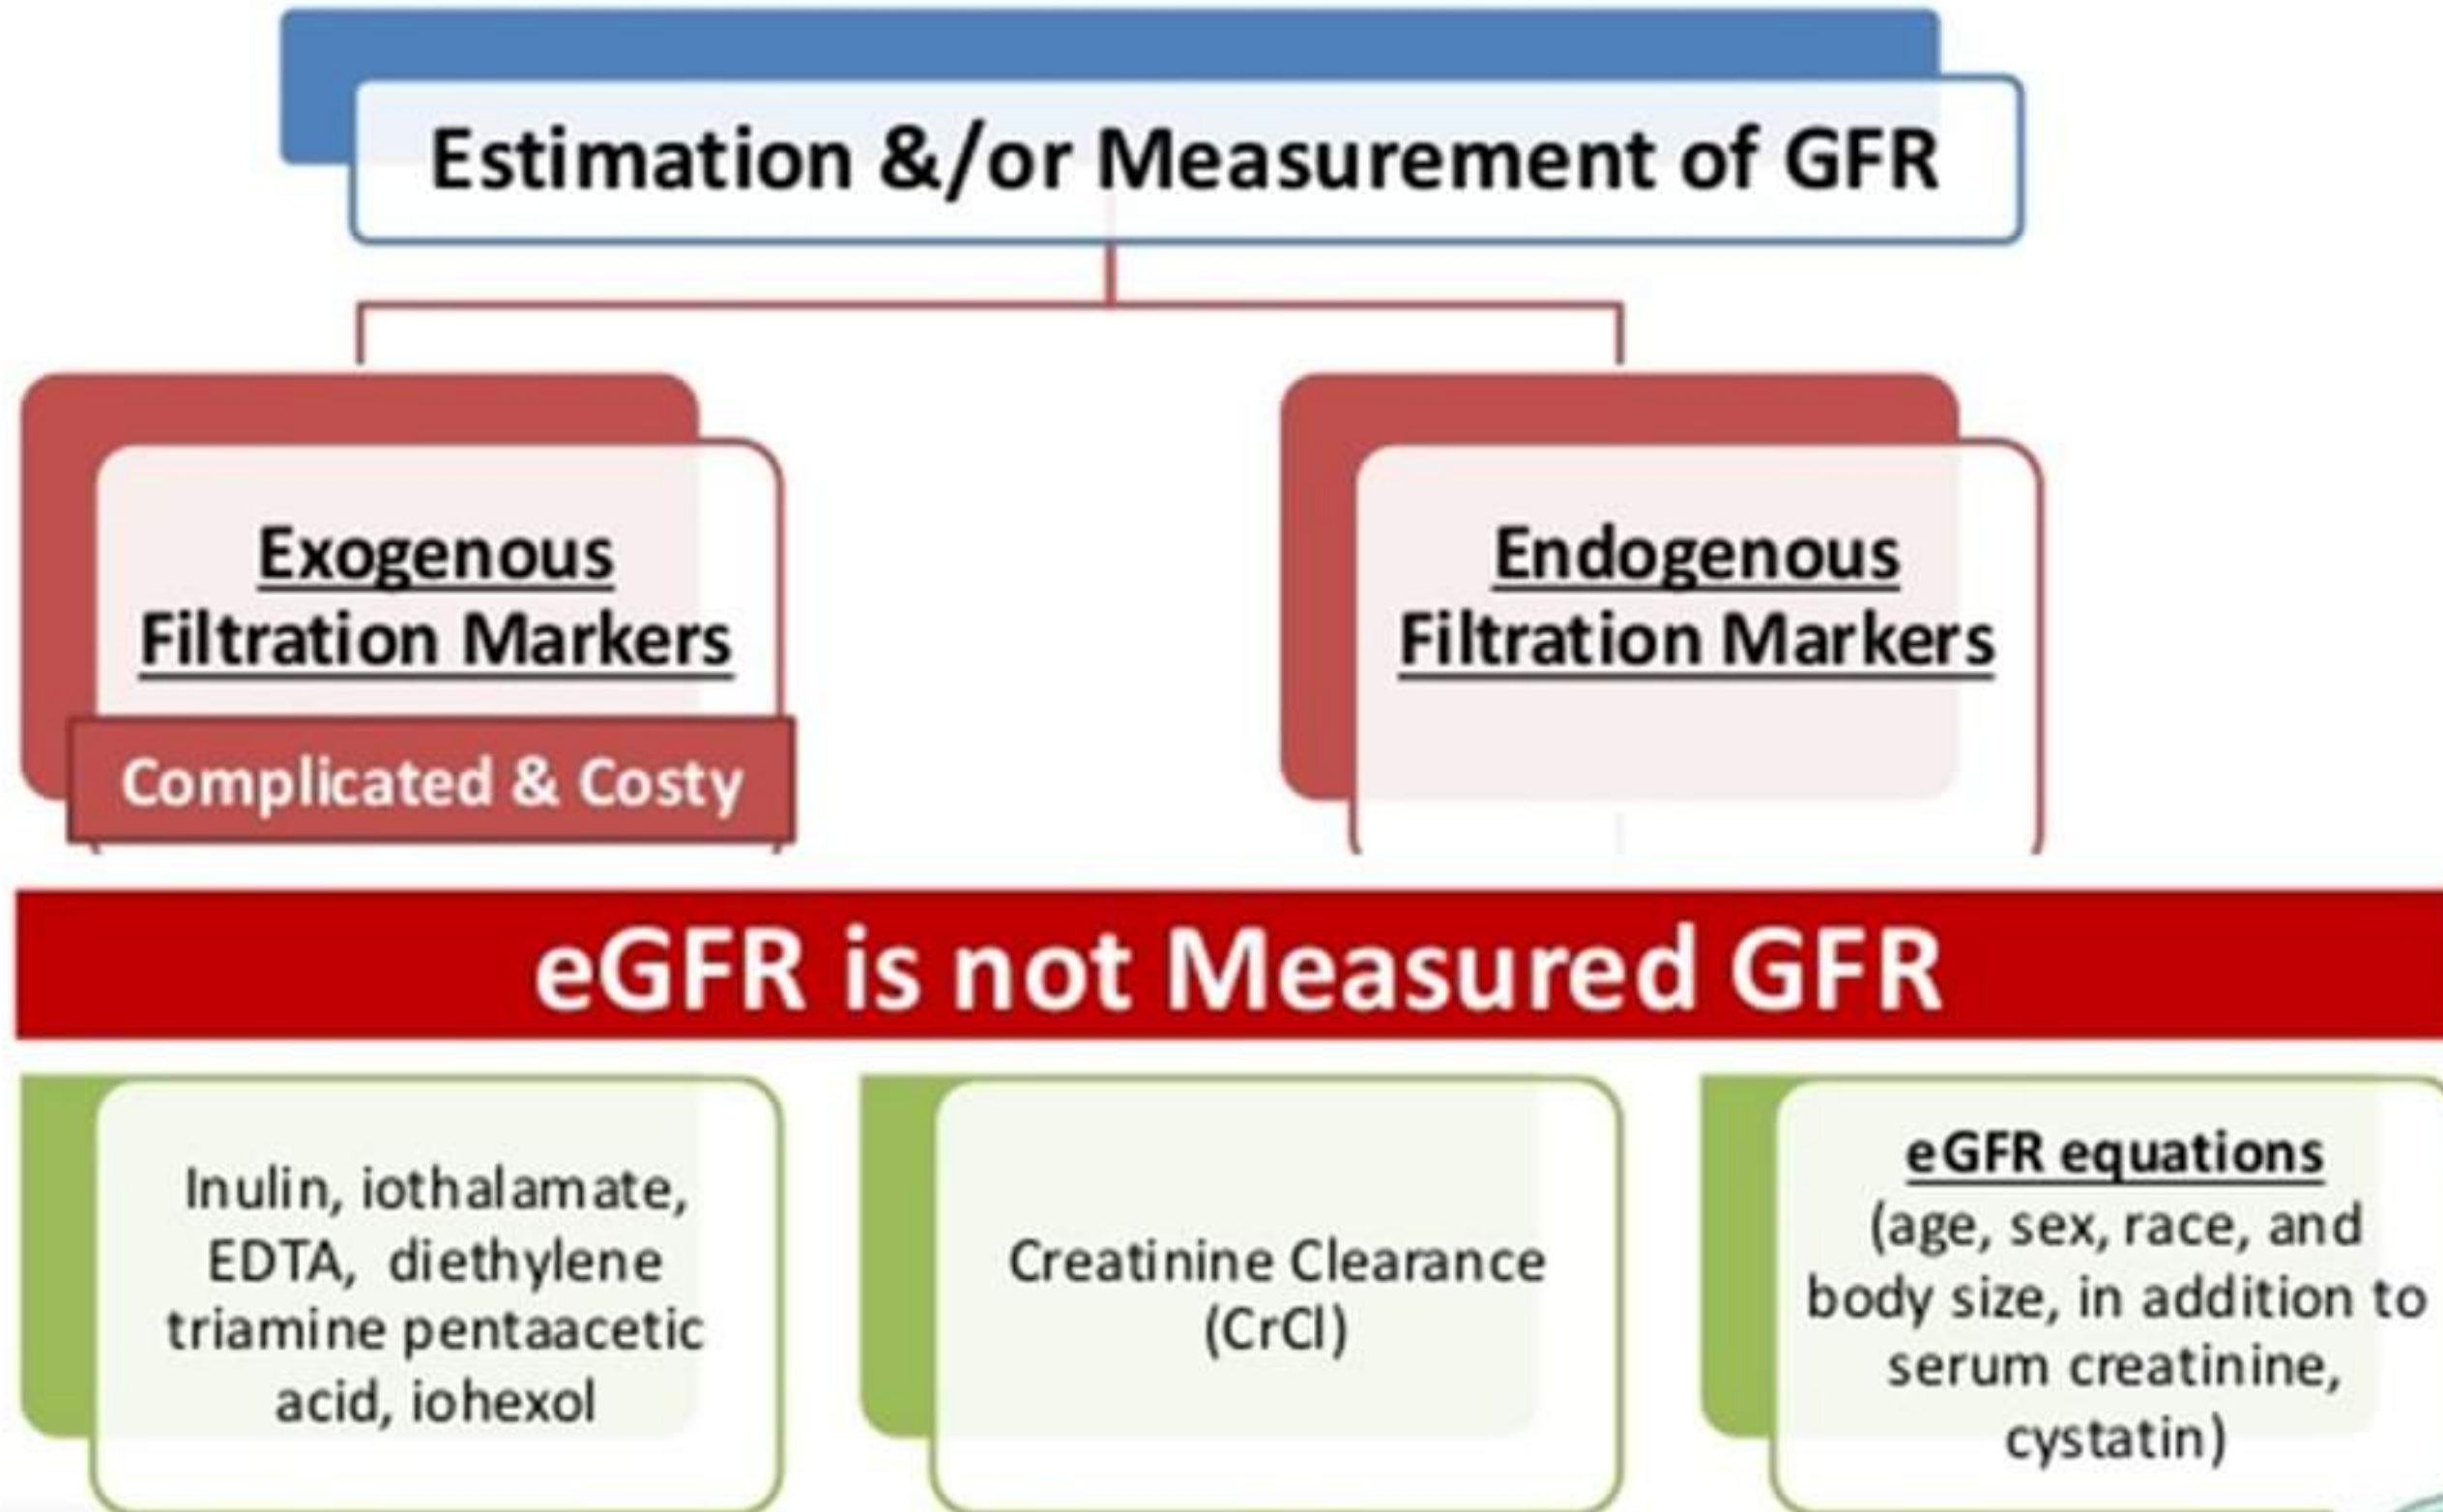 Estimation &/or Measurement of GFR
Exogenous
Filtration Markers
Complicated & Costy
Endogenous
Filtration Markers
eGFR is not Measured GFR
Inulin, iothalamate,
EDTA, diethylene
triamine pentaacetic
acid, iohexol
Creatinine Clearance
(CrCl)
eGFR equations
(age, sex, race, and
body size, in addition to
serum creatinine,
cystatin)